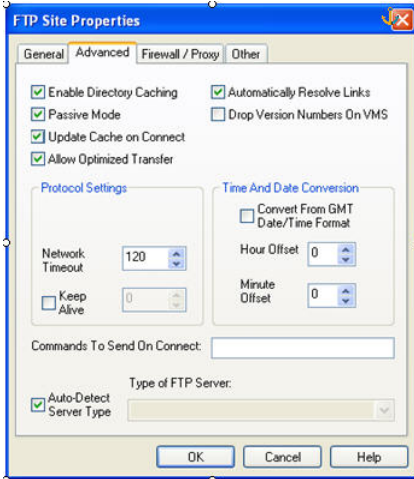 FTP Site Properties
General Advanced Firewall / Proxy Other
Enable Directory Caching
Automatically Resolve Links
Passive Mode
Drop Version Numbers On VMS
Update Cache on Connect
Allow Optimized Transfer
Protocol Settings
Network
Timeout
120
Keep
Alive
0
Time And Date Conversion
Convert From GMT
Date/Time Format
Hour Offset 0
Minute
Offset
0
Commands To Send On Connect:
Type of FTP Server:
Auto-Detect
Server Type
OK Cancel Help